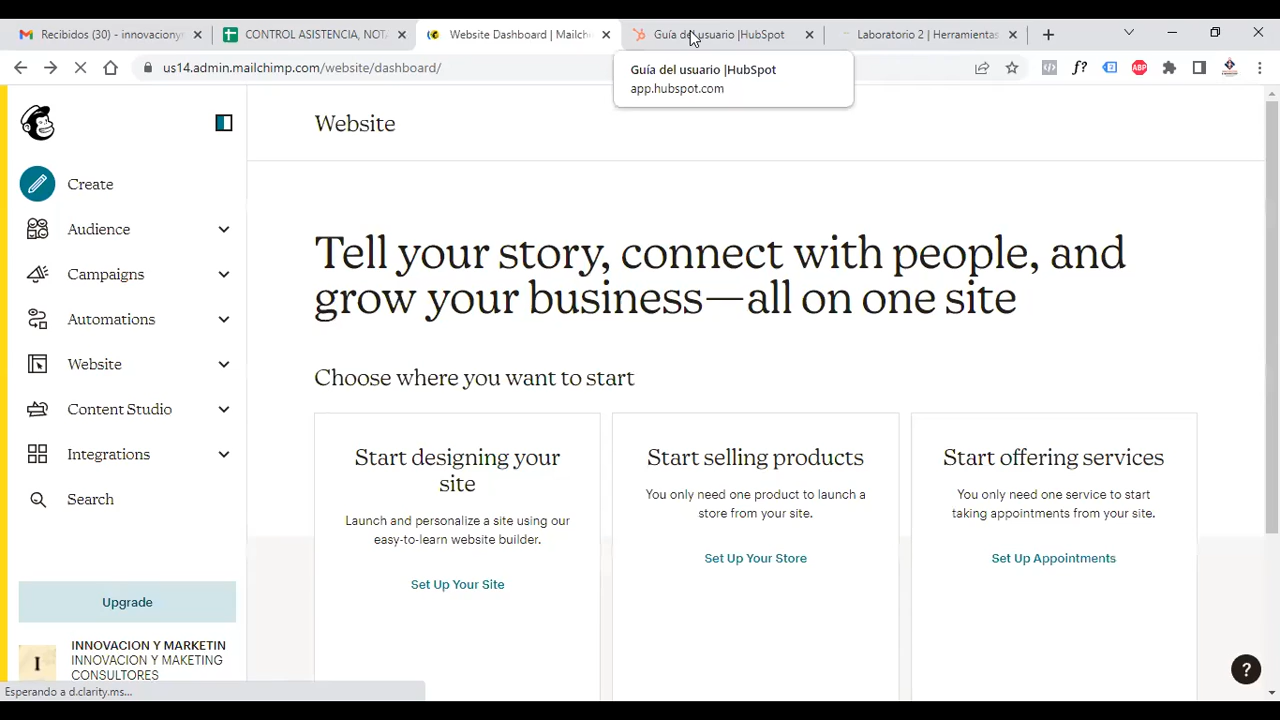 Recibidos (30) - innovaciony
CONTROL ASISTENCIA, NOT
Website Dashboard | Mailch
Guía del usuario |HubSpot
Laboratorio 2 | Herramientas
us14.admin.mailchimp.com/website/dashboard/
Guía del usuario |HubSpot
app.hubspot.com
f?
ABP
Website
Create
Audience
Campaigns
Automations
Website
Content Studio
Integrations
Search
Tell your story, connect with people, and
grow your business—all on one site
Choose where you want to start
Start designing your
site
Launch and personalize a site using our
easy-to-learn website builder.
Set Up Your Site
Start selling products
You only need one product to launch a
store from your site.
Set Up Your Store
Start offering services
You only need one service to start
taking appointments from your site.
Set Up Appointments
Upgrade
I
INNOVACION Y MARKETIN
INNOVACION Y MAKETING
CONSULTORES
Esperando a d.clarity.ms...
?